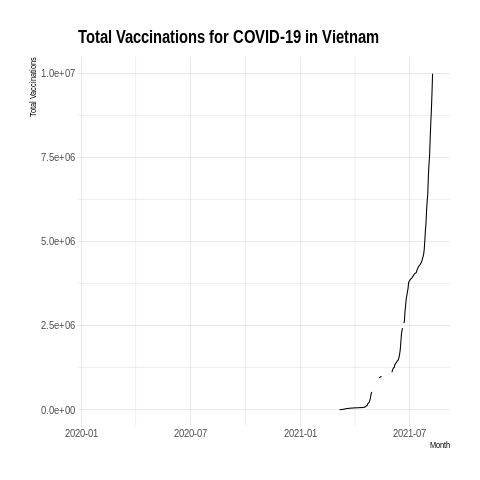 Total Vaccinations for COVID-19 in Vietnam
Total Vaccinations
1.0e+07
7.5e+06
5.0e+06
2.5e+06
0.0e+00
2020-01 2020-07 2021-01 2021-07
Month